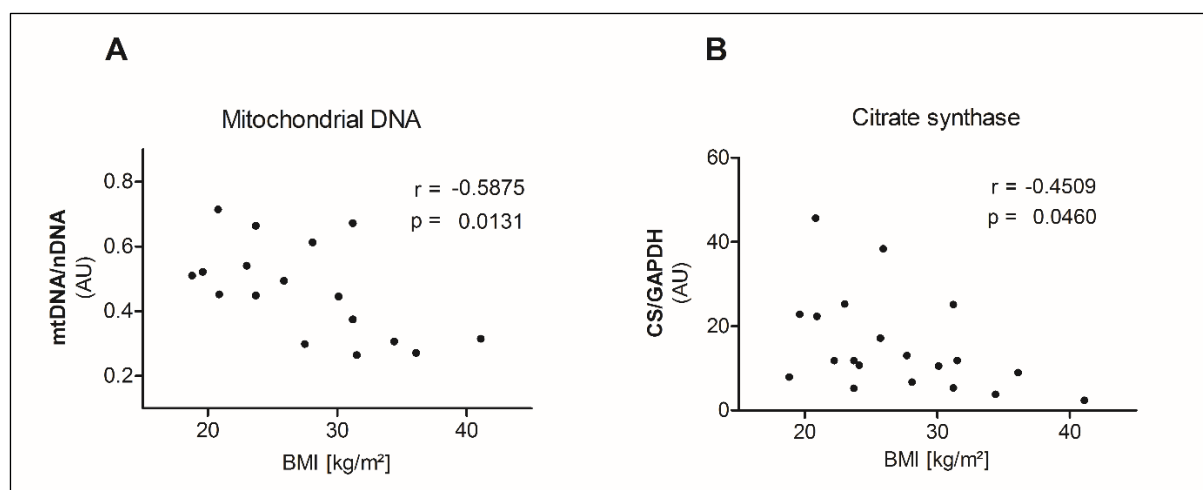 A
Mitochondrial DNA
mtDNA/nDNA
(AU)
0.8
0.6
0.4
0.2
r = -0.5875
p = 0.0131
20 30 40
BMI [kg/m²]
B
Citrate synthase
CS/GAPDH
(AU)
60
40
20
0
r = -0.4509
p = 0.0460
20 30 40
BMI [kg/m²]